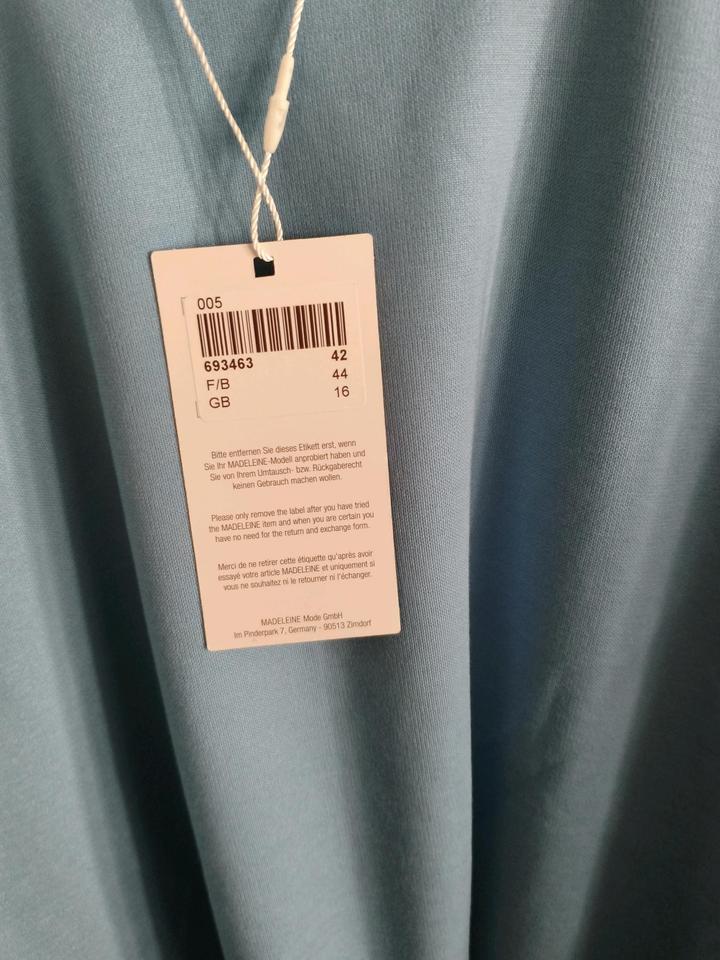 005
693463 42
F/B 44
GB 16
Bitte entfernen Sie dieses Etikett erst, wenn
Sie Ihr MADELEINE-Modell anprobiert haben und
Sie von Ihrem Umtausch- bzw. Rückgaberecht
keinen Gebrauch machen wollen.
Please only remove the label after you have tried
the MADELEINE item and when you are certain you
have no need for the return and exchange form.
Merci de ne retirer cette étiquette qu'après avoir
essayé votre article MADELEINE et uniquement si
vous ne souhaitez ni le retourner ni l'échanger.
MADELEINE Mode GmbH
Im Pinderpark 7, Germany - 90513 Zirndorf